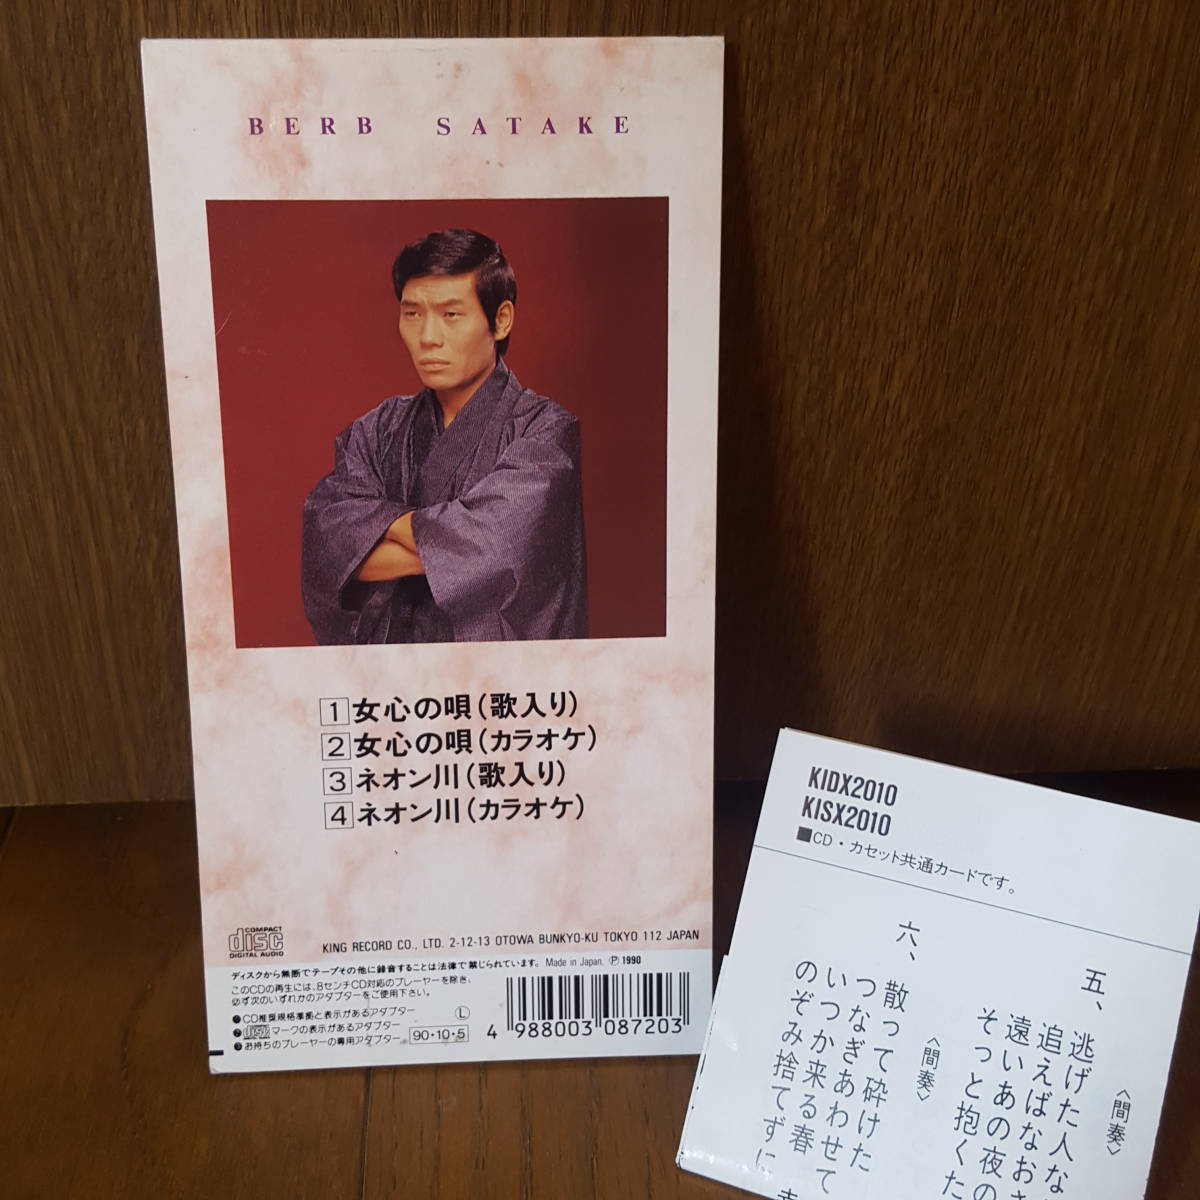 BERB SATAKE
1 女心の唄(歌入り)
2 女心の唄(カラオケ)
3 ネオン川(歌入り)
4 ネオン川(カラオケ)
COMPACT
disc
DIGITAL AUDIO
KING RECORD CO., LTD. 2-12-13 OTOWA BUNKYO-KU TOKYO 112 JAPAN
ディスクから無断でテープその他に録音することは法律で禁じられています。 Made in Japan. Ⓟ 1990
このCDの再生には、8センチCD対応のプレーヤーを除き、
必ず次のいずれかのアダプターをご使用下さい。
❶CD推奨規格準拠と表示があるアダプター
❷マークの表示があるアダプター
❸お持ちのプレーヤーの専用アダプター
Ⓛ
90・10・5
4 988003 087203
KIDX2010
KISX2010
■CD・カセット共通カードです。
〈間奏〉
五、逃げた人な
追えばなおさ
遠いあの夜の
そっと抱くた
〈間奏〉
六、散って砕けた
つなぎあわせて
いつか来る春
のぞみ捨てずに